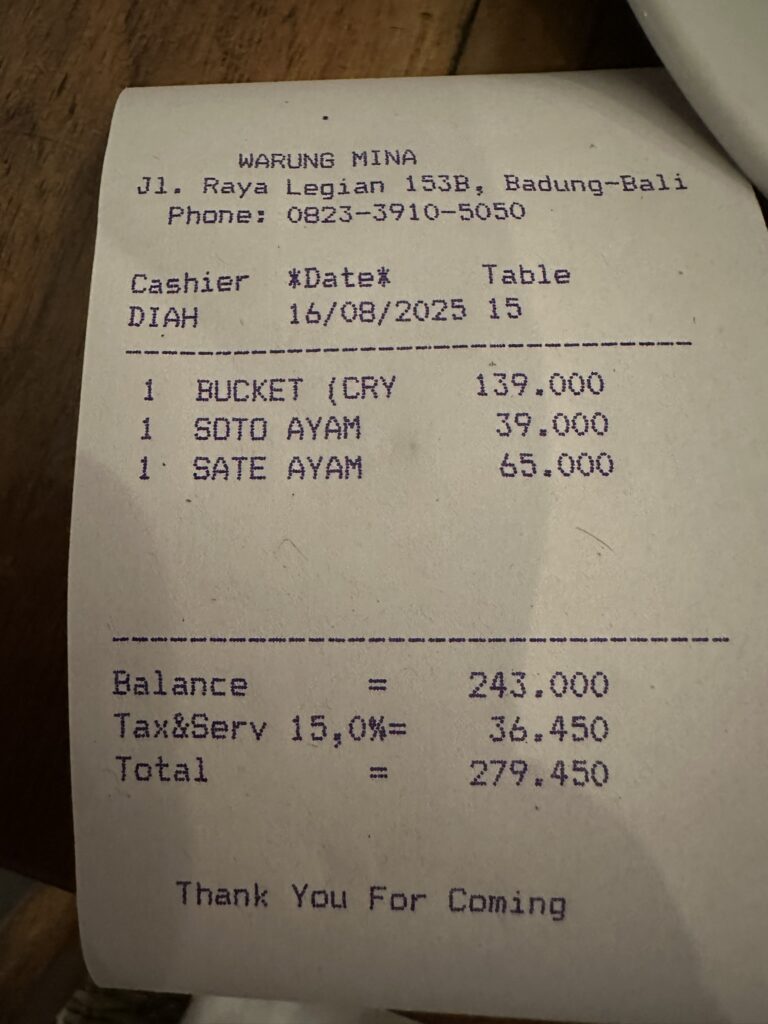 WARUNG MINA
Jl. Raya Legian 153B, Badung-Bali
Phone: 0823-3910-5050
Cashier *Date* Table
DIAH 16/08/2025 15
1 BUCKET (CRY 139.000
1 SOTO AYAM 39.000
1 SATE AYAM 65.000
Balance = 243.000
Tax&Serv 15,0%= 36.450
Total = 279.450
Thank You For Coming